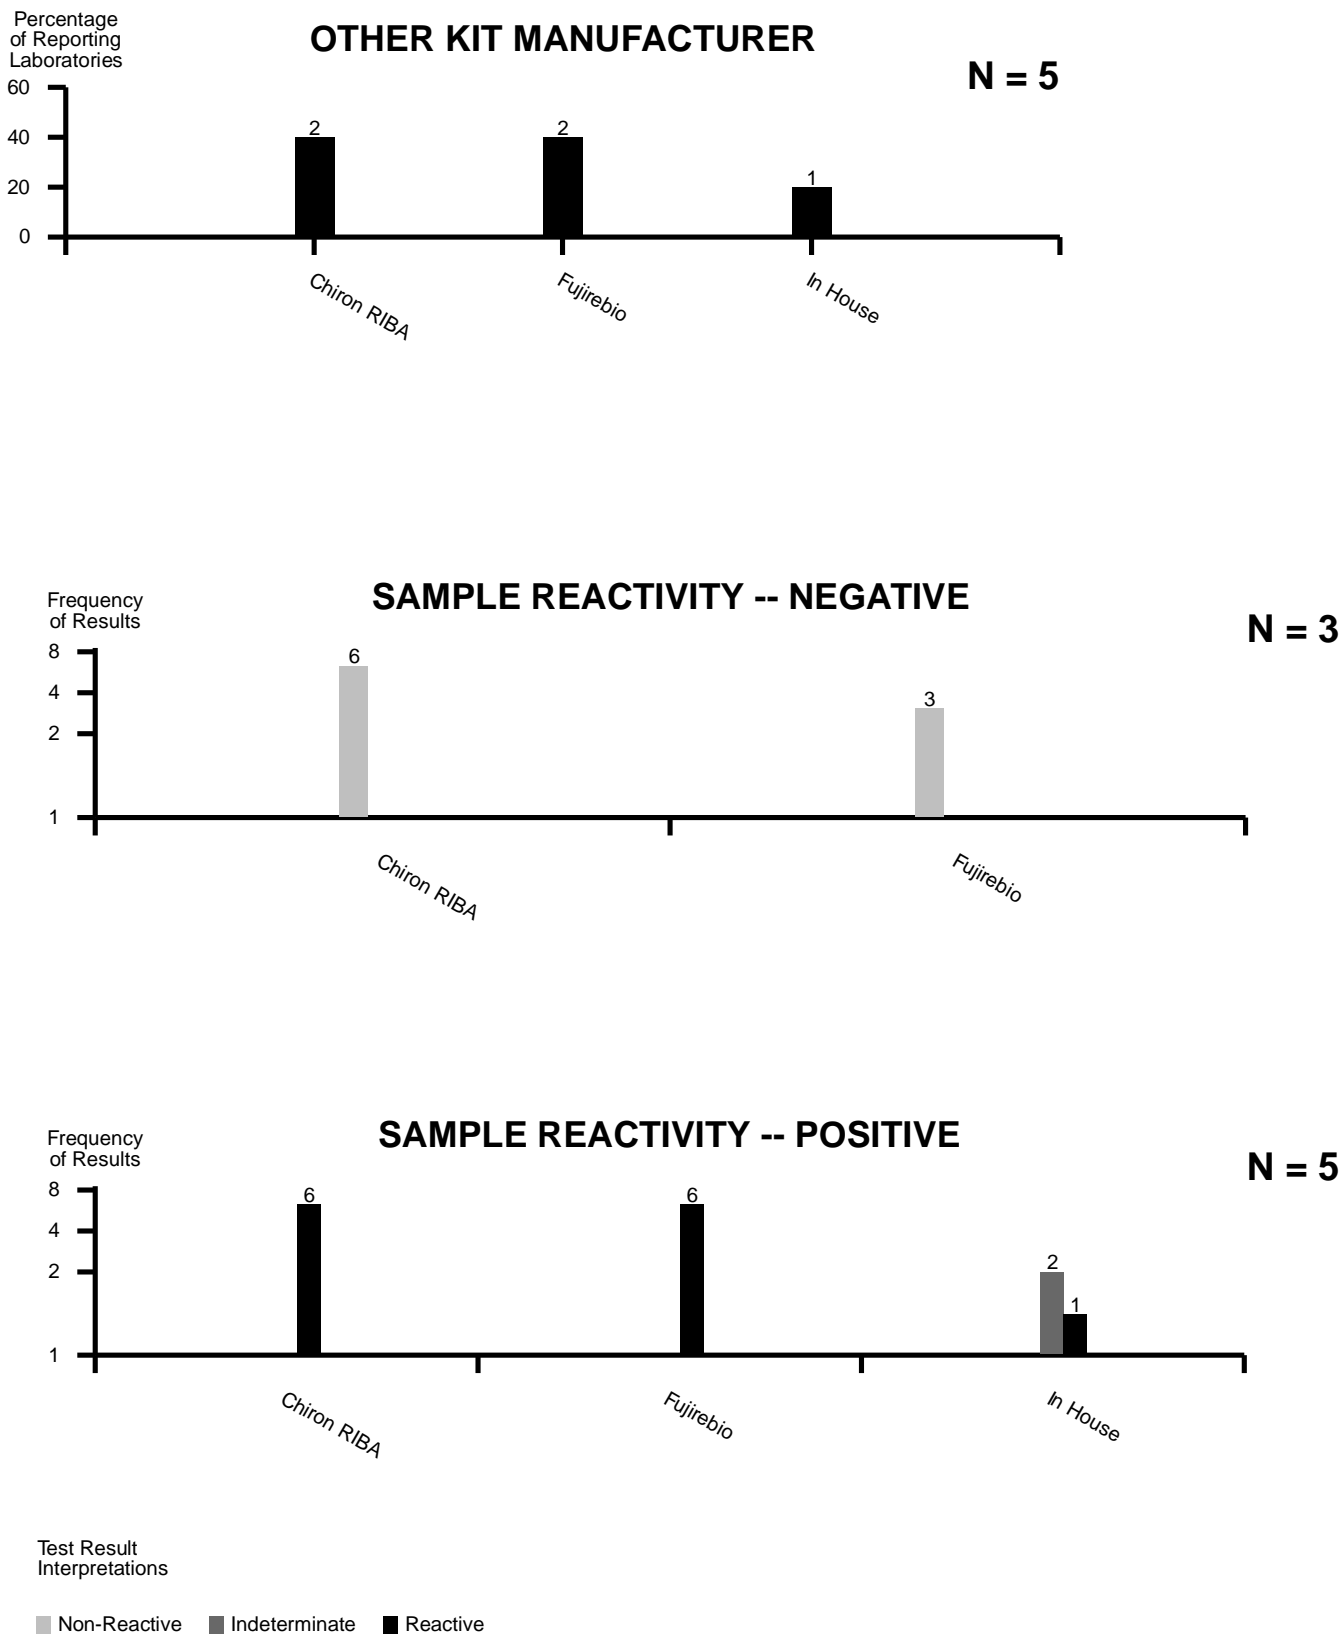 Percentage
of Reporting
Laboratories
OTHER KIT MANUFACTURER
N = 5
60
40
20
0
2
2
1
Chiron RIBA
Fujirebio
In House
Frequency
of Results
SAMPLE REACTIVITY -- NEGATIVE
N = 3
8
4
2
1
6
3
Chiron RIBA
Fujirebio
Frequency
of Results
SAMPLE REACTIVITY -- POSITIVE
N = 5
8
4
2
1
6
6
2
1
Chiron RIBA
Fujirebio
In House
Test Result
Interpretations
Non-Reactive
Indeterminate
Reactive